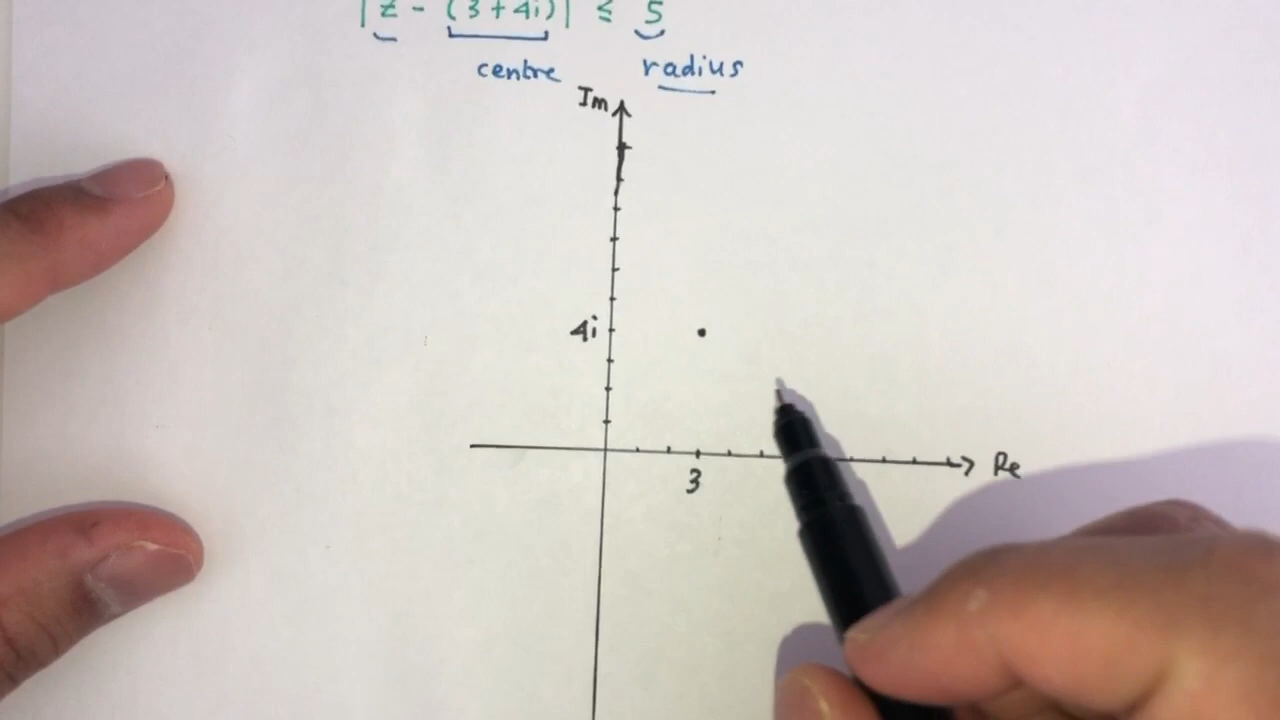 |z - (3+4i)| ≤ 5
centre radius
Im
4i
Re
3